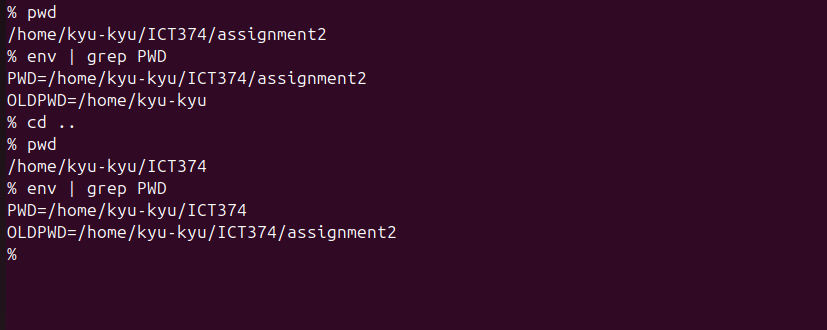 % pwd
/home/kyu-kyu/ICT374/assignment2
% env | grep PWD
PWD=/home/kyu-kyu/ICT374/assignment2
OLDPWD=/home/kyu-kyu
% cd ..
% pwd
/home/kyu-kyu/ICT374
% env | grep PWD
PWD=/home/kyu-kyu/ICT374
OLDPWD=/home/kyu-kyu/ICT374/assignment2
%